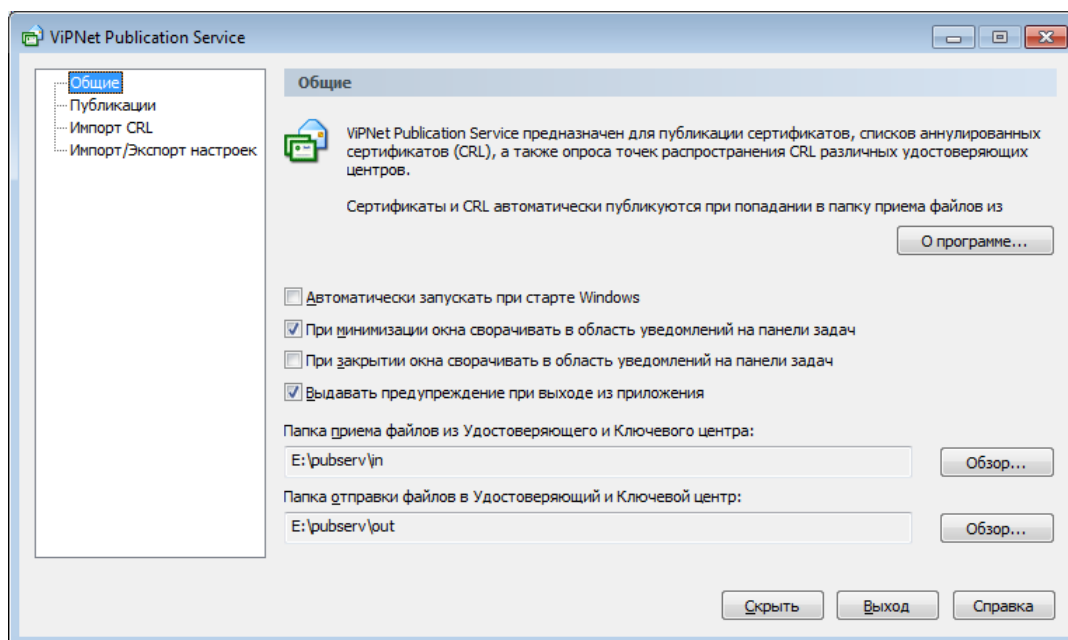 ViPNet Publication Service
Общие
Публикации
Импорт CRL
Импорт/Экспорт настроек
Общие
ViPNet Publication Service предназначен для публикации сертификатов, списков аннулированных
сертификатов (CRL), а также опроса точек распространения CRL различных удостоверяющих
центров.
Сертификаты и CRL автоматически публикуются при попадании в папку приема файлов из
О программе...
Автоматически запускать при старте Windows
При минимизации окна сворачивать в область уведомлений на панели задач
При закрытии окна сворачивать в область уведомлений на панели задач
Выдавать предупреждение при выходе из приложения
Папка приема файлов из Удостоверяющего и Ключевого центра:
E:\pubserv\in
Обзор...
Папка отправки файлов в Удостоверяющий и Ключевой центр:
E:\pubserv\out
Обзор...
Скрыть
Выход
Справка